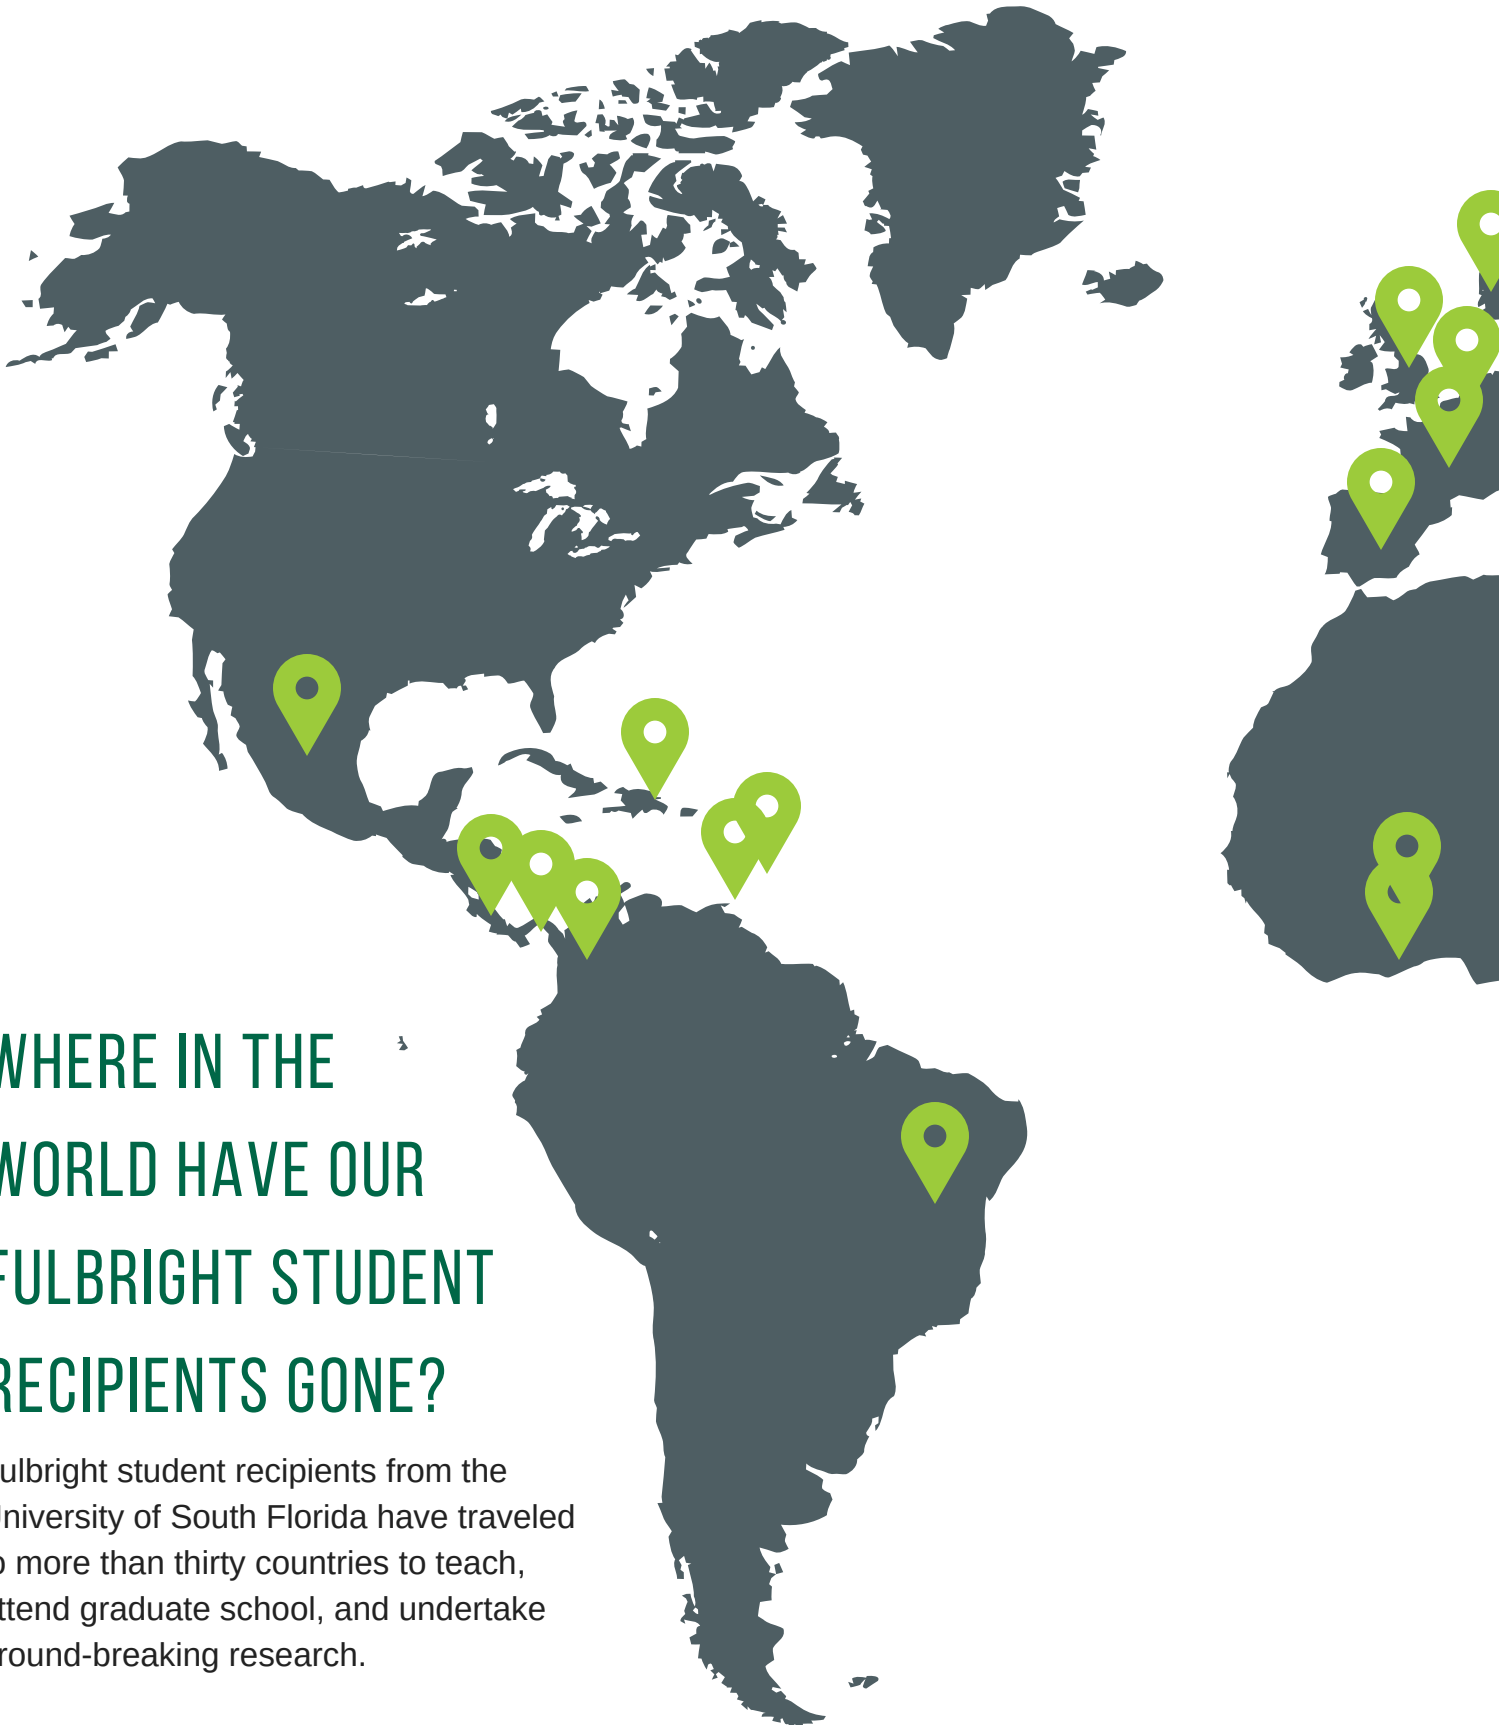 WHERE IN THE
WORLD HAVE OUR
FULBRIGHT STUDENT
RECIPIENTS GONE?
ulbright student recipients from the
niversity of South Florida have traveled
o more than thirty countries to teach,
ttend graduate school, and undertake
round-breaking research.